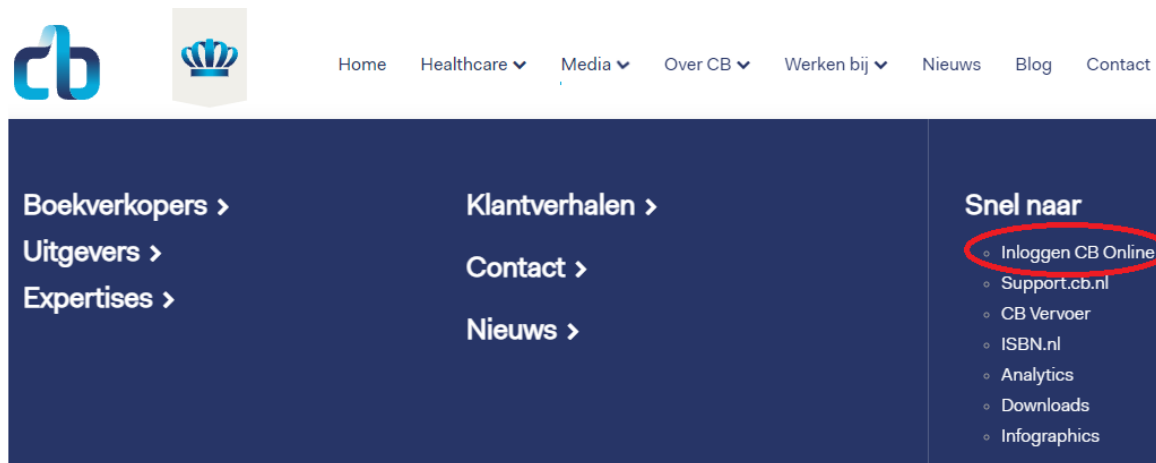 cb
Home Healthcare Media Over CB Werken bij Nieuws Blog Contact
Boekverkopers >
Uitgevers >
Expertises >
Klantverhalen >
Contact >
Nieuws >
Snel naar
Inloggen CB Online
Support.cb.nl
CB Vervoer
ISBN.nl
Analytics
Downloads
Infographics